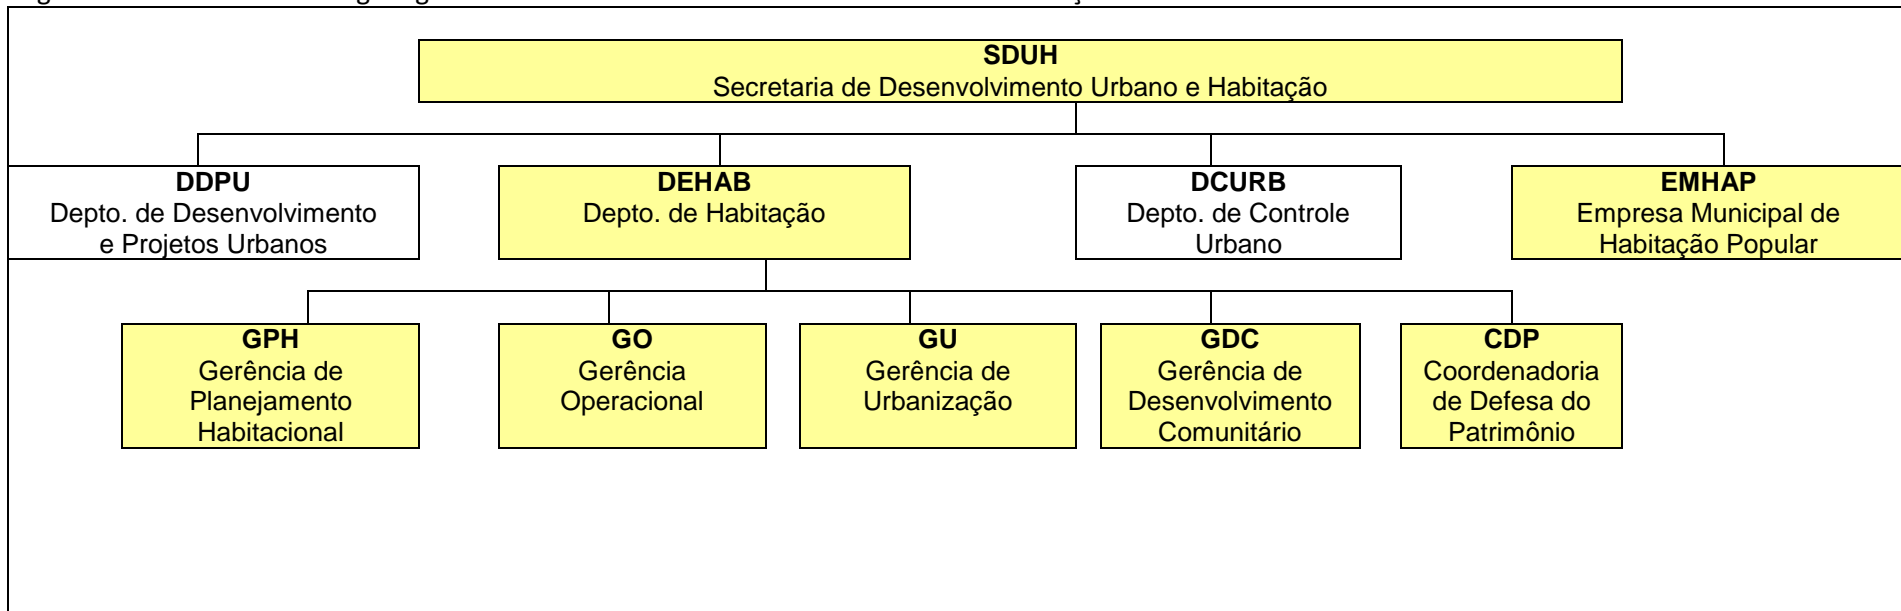 SDUH
Secretaria de Desenvolvimento Urbano e Habitação
DDPU
Depto. de Desenvolvimento
e Projetos Urbanos
DEHAB
Depto. de Habitação
DCURB
Depto. de Controle
Urbano
EMHAP
Empresa Municipal de
Habitação Popular
GPH
Gerência de
Planejamento
Habitacional
GO
Gerência
Operacional
GU
Gerência de
Urbanização
GDC
Gerência de
Desenvolvimento
Comunitário
CDP
Coordenadoria
de Defesa do
Patrimônio